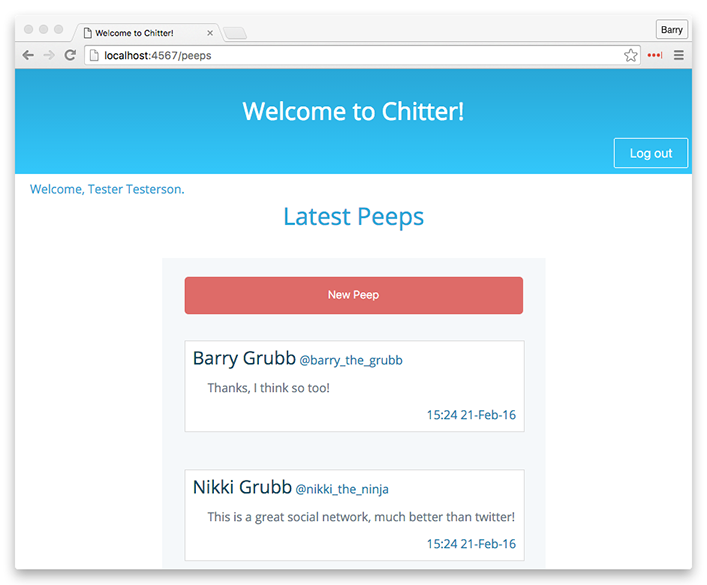 Welcome to Chitter!
Barry
localhost:4567/peeps
Welcome to Chitter!
Log out
Welcome, Tester Testerson.
Latest Peeps
New Peep
Barry Grubb @barry_the_grubb
Thanks, I think so too!
15:24 21-Feb-16
Nikki Grubb @nikki_the_ninja
This is a great social network, much better than twitter!
15:24 21-Feb-16